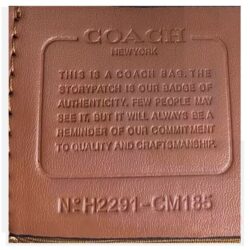 COACH
NEW YORK
THIS IS A COACH BAG. THE
STORYPATCH IS OUR BADGE OF
AUTHENTICITY. FEW PEOPLE MAY
SEE IT. BUT IT WILL ALWAYS BE A
REMINDER OF OUR COMMITMENT
TO QUALITY AND CRAFTSMANSHIP.
Nº H2291-CM185